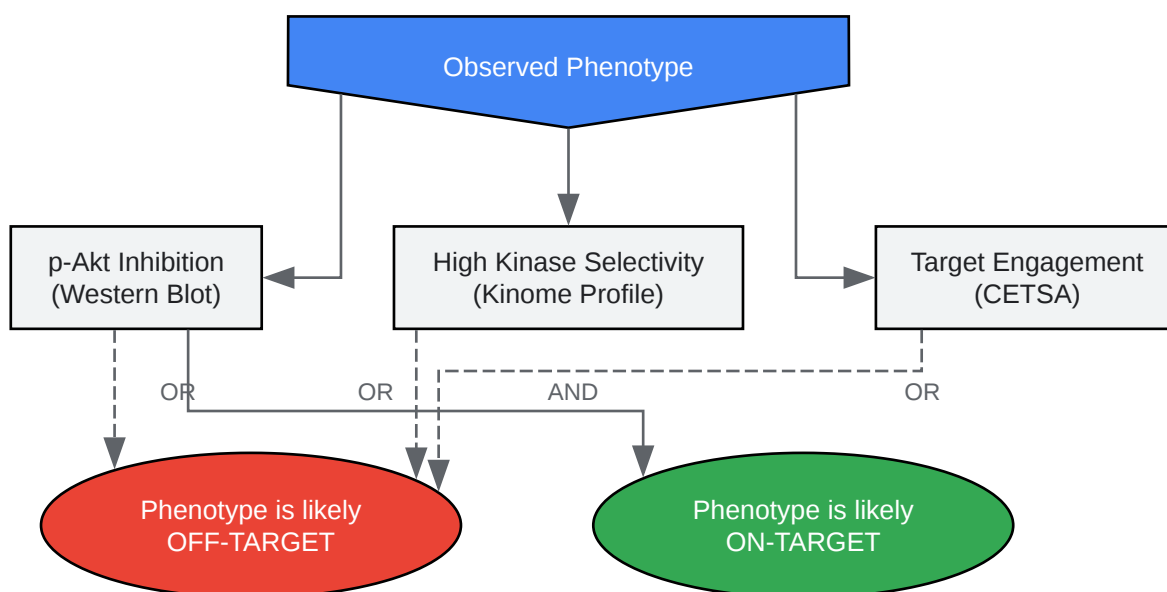 Observed Phenotype
p-Akt Inhibition
(Western Blot)
High Kinase Selectivity
(Kinome Profile)
Target Engagement
(CETSA)
OR
OR
AND
OR
Phenotype is likely
OFF-TARGET
Phenotype is likely
ON-TARGET